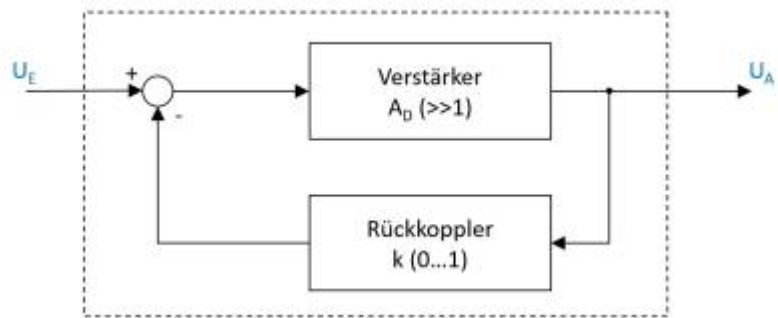 U_E
+
-
Verstärker
A_D (>>1)
U_A
Rückkoppler
k (0...1)